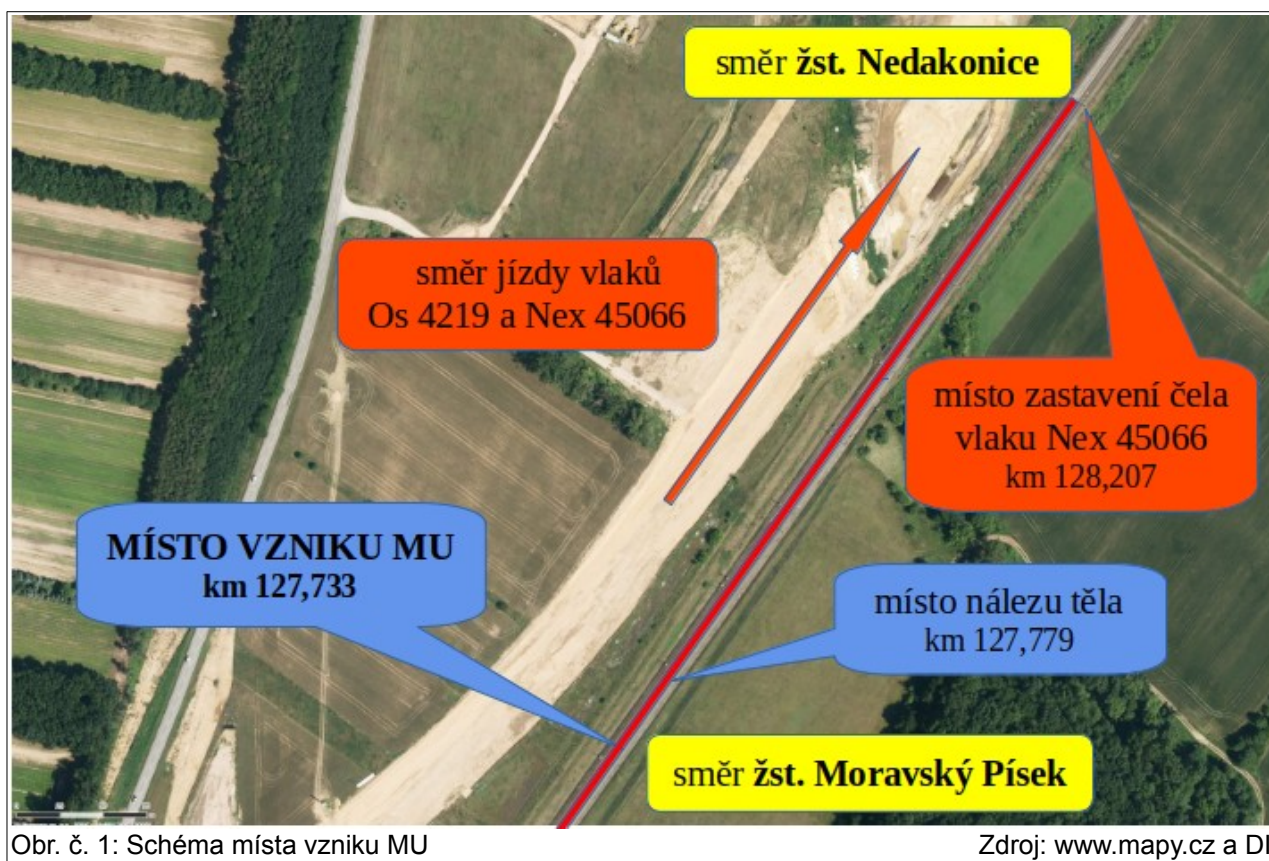 směr žst. Nedakonice
směr jízdy vlaků
Os 4219 a Nex 45066
místo zastavení čela
vlaku Nex 45066
km 128,207
MÍSTO VZNIKU MU
km 127,733
místo nálezu těla
km 127,779
směr žst. Moravský Písek
Obr. č. 1: Schéma místa vzniku MU
Zdroj: www.mapy.cz a DI